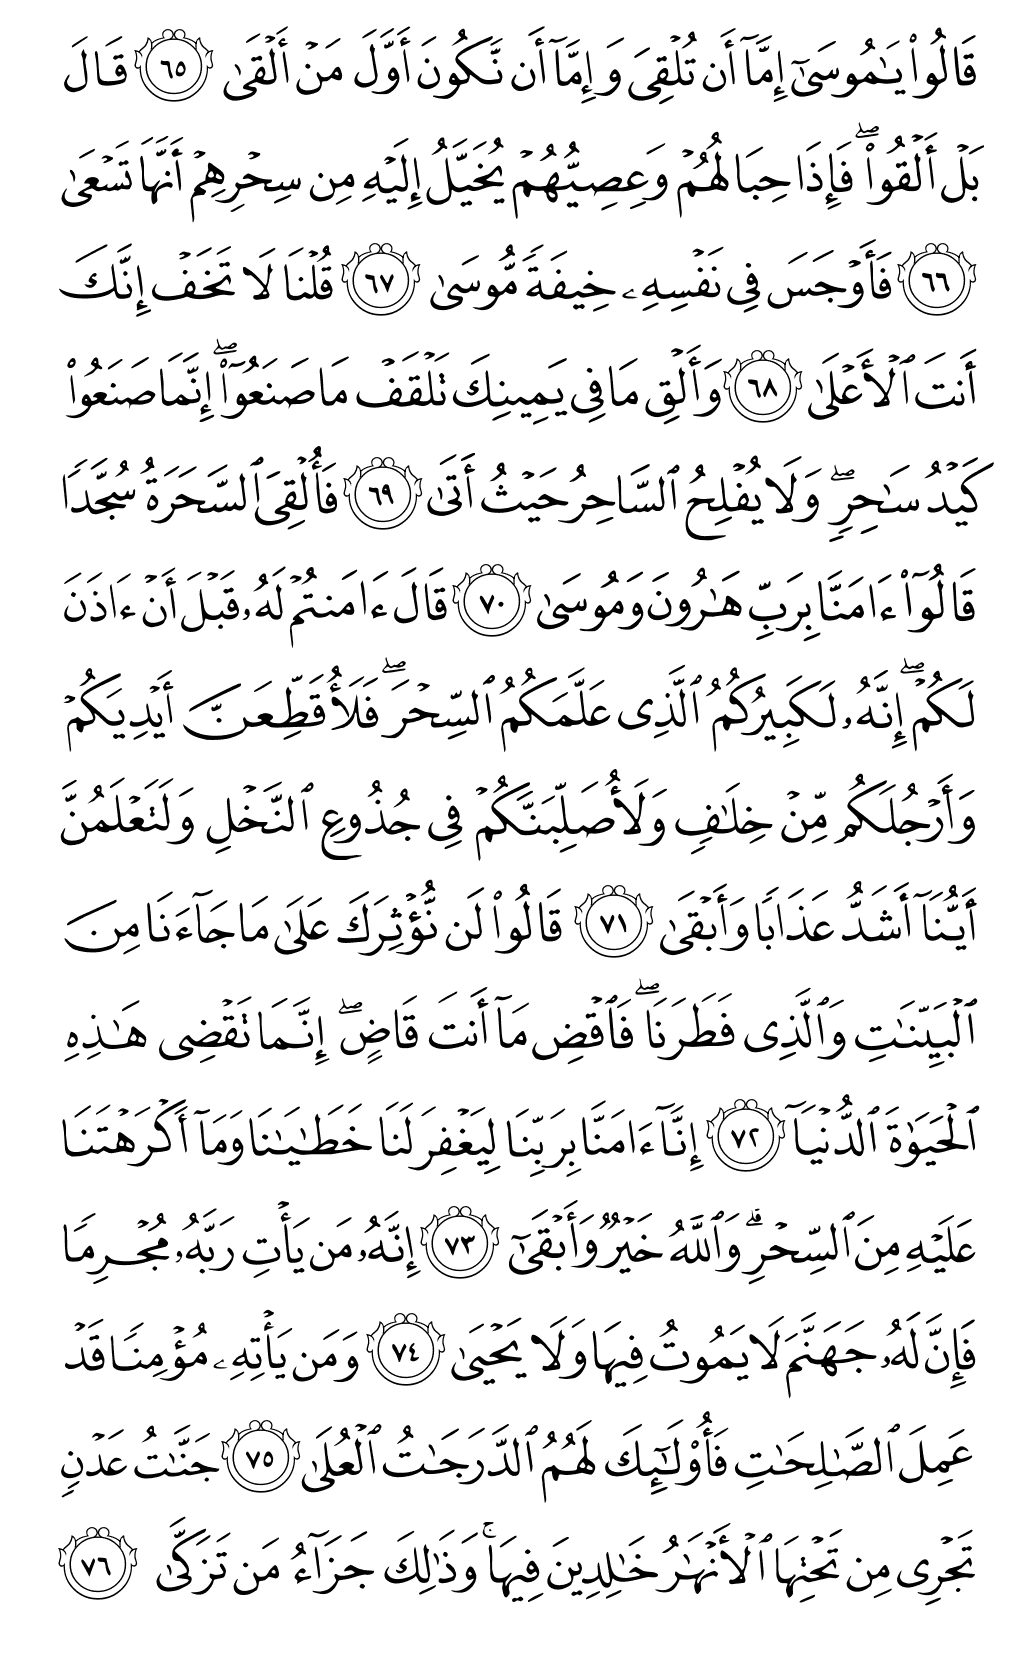 قَالُوا۟ يَـٰمُوسَىٰٓ إِمَّآ أَن تُلْقِىَ وَإِمَّآ أَن نَّكُونَ أَوَّلَ مَنْ أَلْقَىٰ ٦٥ قَالَ
بَلْ أَلْقُوا۟ۖ فَإِذَا حِبَالُهُمْ وَعِصِيُّهُمْ يُخَيَّلُ إِلَيْهِ مِن سِحْرِهِمْ أَنَّهَا تَسْعَىٰ
٦٦ فَأَوْجَسَ فِى نَفْسِهِۦ خِيفَةً مُّوسَىٰ ٦٧ قُلْنَا لَا تَخَفْ إِنَّكَ
أَنتَ ٱلْأَعْلَىٰ ٦٨ وَأَلْقِ مَا فِى يَمِينِكَ تَلْقَفْ مَا صَنَعُوٓا۟ۖ إِنَّمَا صَنَعُوا۟
كَيْدُ سَـٰحِرٍۖ وَلَا يُفْلِحُ ٱلسَّاحِرُ حَيْثُ أَتَىٰ ٦٩ فَأُلْقِىَ ٱلسَّحَرَةُ سُجَّدًا
قَالُوٓا۟ ءَامَنَّا بِرَبِّ هَـٰرُونَ وَمُوسَىٰ ٧٠ قَالَ ءَامَنتُمْ لَهُۥ قَبْلَ أَنْ ءَاذَنَ
لَكُمْۖ إِنَّهُۥ لَكَبِيرُكُمُ ٱلَّذِى عَلَّمَكُمُ ٱلسِّحْرَۖ فَلَأُقَطِّعَنَّ أَيْدِيَكُمْ
وَأَرْجُلَكُم مِّنْ خِلَـٰفٍ وَلَأُصَلِّبَنَّكُمْ فِى جُذُوعِ ٱلنَّخْلِ وَلَتَعْلَمُنَّ
أَيُّنَآ أَشَدُّ عَذَابًا وَأَبْقَىٰ ٧١ قَالُوا۟ لَن نُّؤْثِرَكَ عَلَىٰ مَا جَآءَنَا مِنَ
ٱلْبَيِّنَـٰتِ وَٱلَّذِى فَطَرَنَاۖ فَٱقْضِ مَآ أَنتَ قَاضٍۖ إِنَّمَا تَقْضِى هَـٰذِهِ
ٱلْحَيَوٰةَ ٱلدُّنْيَآ ٧٢ إِنَّآ ءَامَنَّا بِرَبِّنَا لِيَغْفِرَ لَنَا خَطَـٰيَـٰنَا وَمَآ أَكْرَهْتَنَا
عَلَيْهِ مِنَ ٱلسِّحْرِۗ وَٱللَّهُ خَيْرٌ وَأَبْقَىٰٓ ٧٣ إِنَّهُۥ مَن يَأْتِ رَبَّهُۥ مُجْرِمًا
فَإِنَّ لَهُۥ جَهَنَّمَ لَا يَمُوتُ فِيهَا وَلَا يَحْيَىٰ ٧٤ وَمَن يَأْتِهِۦ مُؤْمِنًا قَدْ
عَمِلَ ٱلصَّـٰلِحَـٰتِ فَأُو۟لَـٰٓئِكَ لَهُمُ ٱلدَّرَجَـٰتُ ٱلْعُلَىٰ ٧٥ جَنَّـٰتُ عَدْنٍ
تَجْرِى مِن تَحْتِهَا ٱلْأَنْهَـٰرُ خَـٰلِدِينَ فِيهَاۚ وَذَٰلِكَ جَزَآءُ مَن تَزَكَّىٰ ٧٦